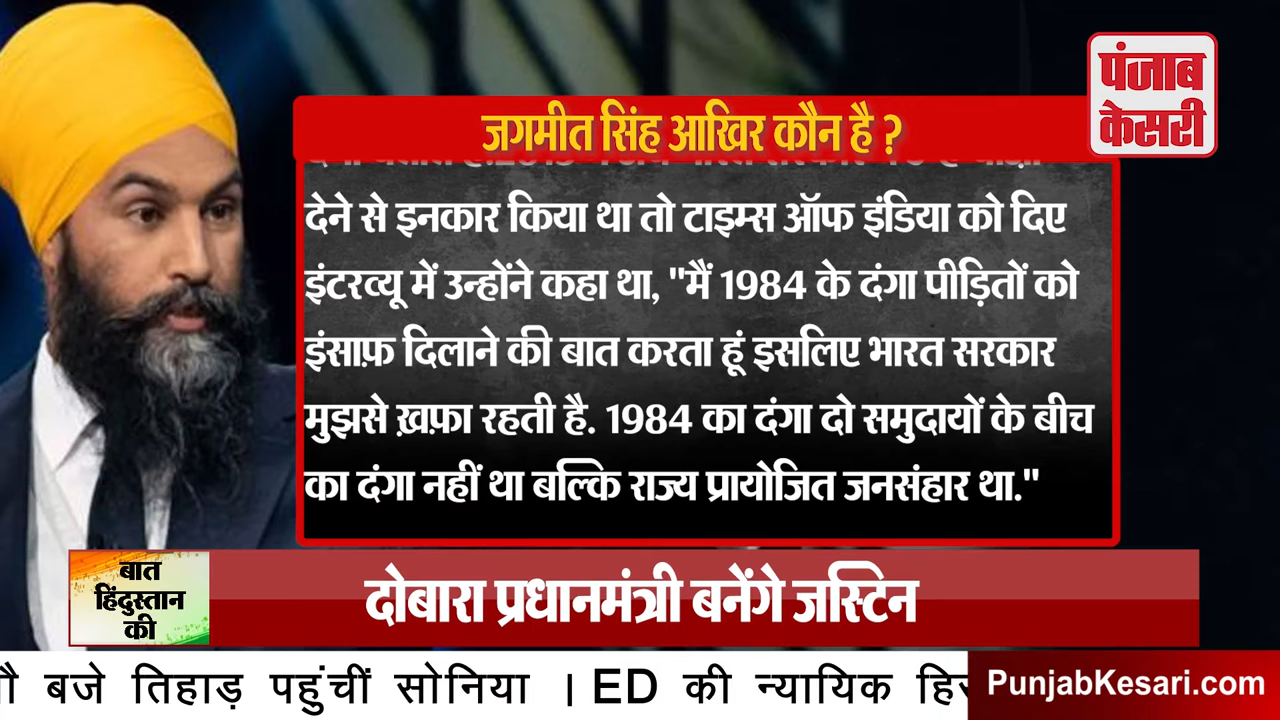 पंजाब
केसरी
जगमीत सिंह आखिर कौन है ?
देने से इनकार किया था तो टाइम्स ऑफ इंडिया को दिए
इंटरव्यू में उन्होंने कहा था, "मैं 1984 के दंगा पीड़ितों को
इंसाफ़ दिलाने की बात करता हूं इसलिए भारत सरकार
मुझसे ख़फ़ा रहती है. 1984 का दंगा दो समुदायों के बीच
का दंगा नहीं था बल्कि राज्य प्रायोजित जनसंहार था."
बात
हिंदुस्तान
की
दोबारा प्रधानमंत्री बनेंगे जस्टिन
बजे तिहाड़ पहुंचीं सोनिया । ED की न्यायिक
PunjabKesari.com